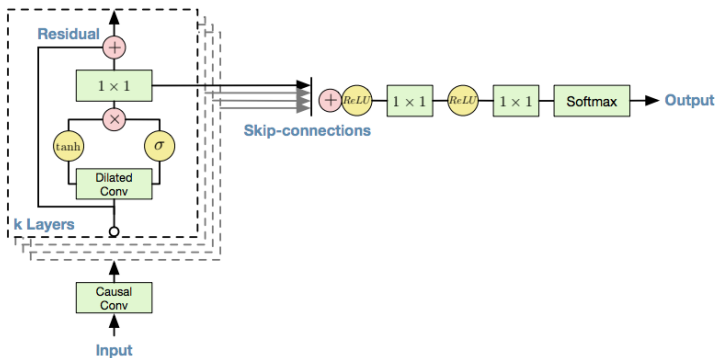 Residual
+
1 × 1
×
tanh
σ
Dilated
Conv
k Layers
Causal
Conv
Input
Skip-connections
+
ReLU
1 × 1
ReLU
1 × 1
Softmax
Output